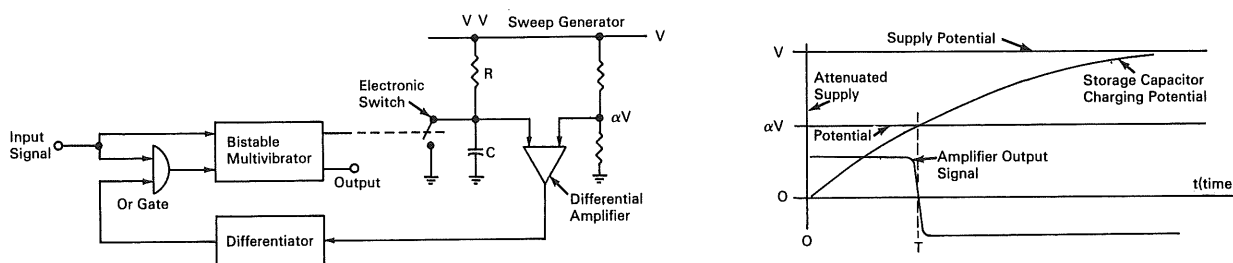 V V
Sweep Generator
V
R
Electronic
Switch
αV
Input
Signal
Bistable
Multivibrator
C
Output
Or Gate
Differential
Amplifier
Differentiator
V
Supply Potential
Attenuated
Supply
Storage Capacitor
Charging Potential
αV
Potential
Amplifier Output
Signal
t(time
O
O
T